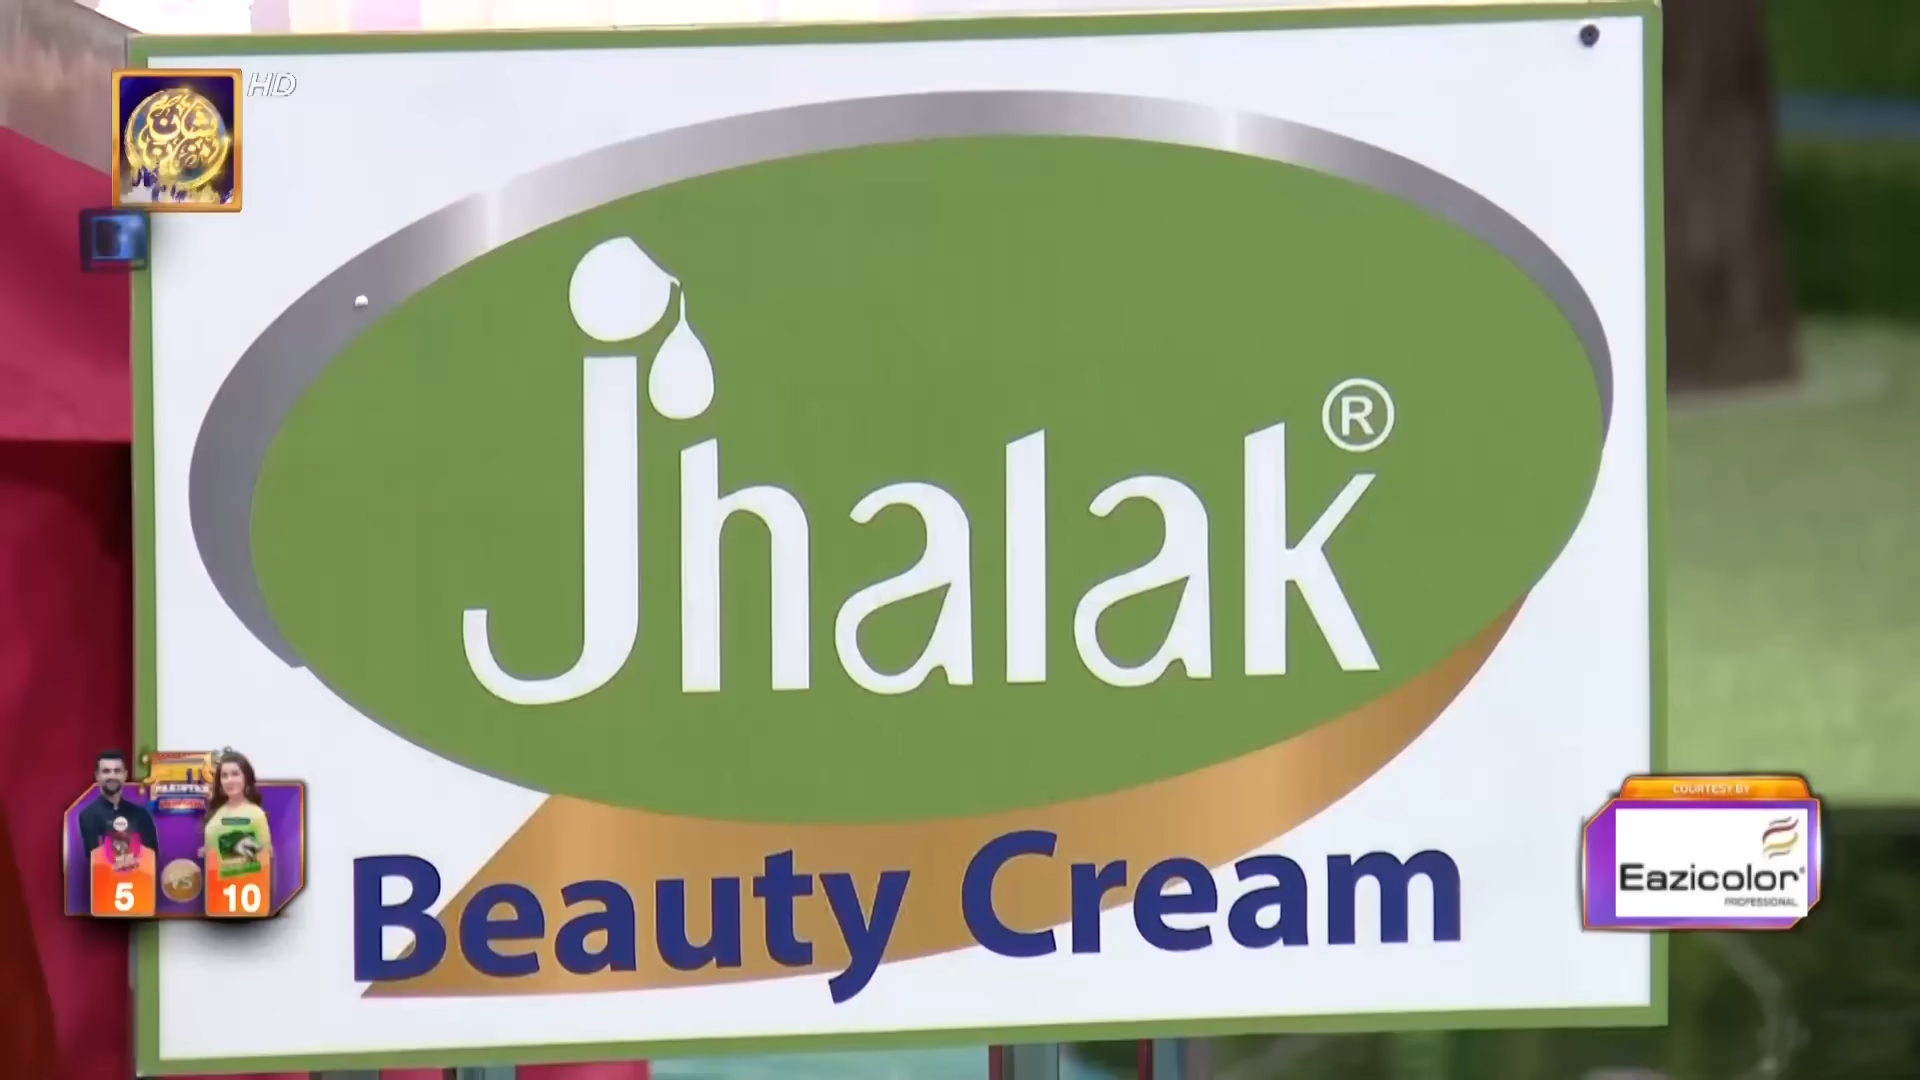 HD
Jhalak®
Beauty Cream
5
VS
10
COURTESY BY
Eazicolor®
PROFESSIONAL